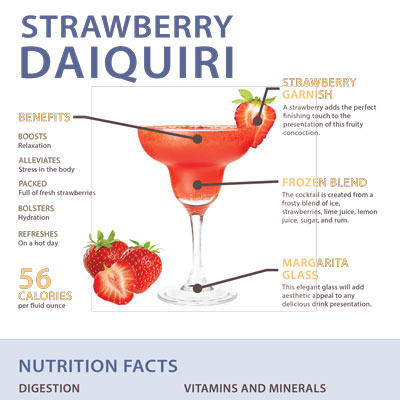 STRAWBERRY
DAIQUIRI
STRAWBERRY
GARNISH
A strawberry adds the perfect
finishing touch to the
presentation of this fruity
concoction.
BENEFITS
BOOSTS
Relaxation
ALLEVIATES
Stress in the body
PACKED
Full of fresh strawberries
BOLSTERS
Hydration
REFRESHES
On a hot day
56
CALORIES
per fluid ounce
FROZEN BLEND
The cocktail is created from a
frosty blend of ice,
strawberries, lime juice, lemon
juice, sugar, and rum.
MARGARITA
GLASS
This elegant glass will add
aesthetic appeal to any
delicious drink presentation.
NUTRITION FACTS
DIGESTION
VITAMINS AND MINERALS